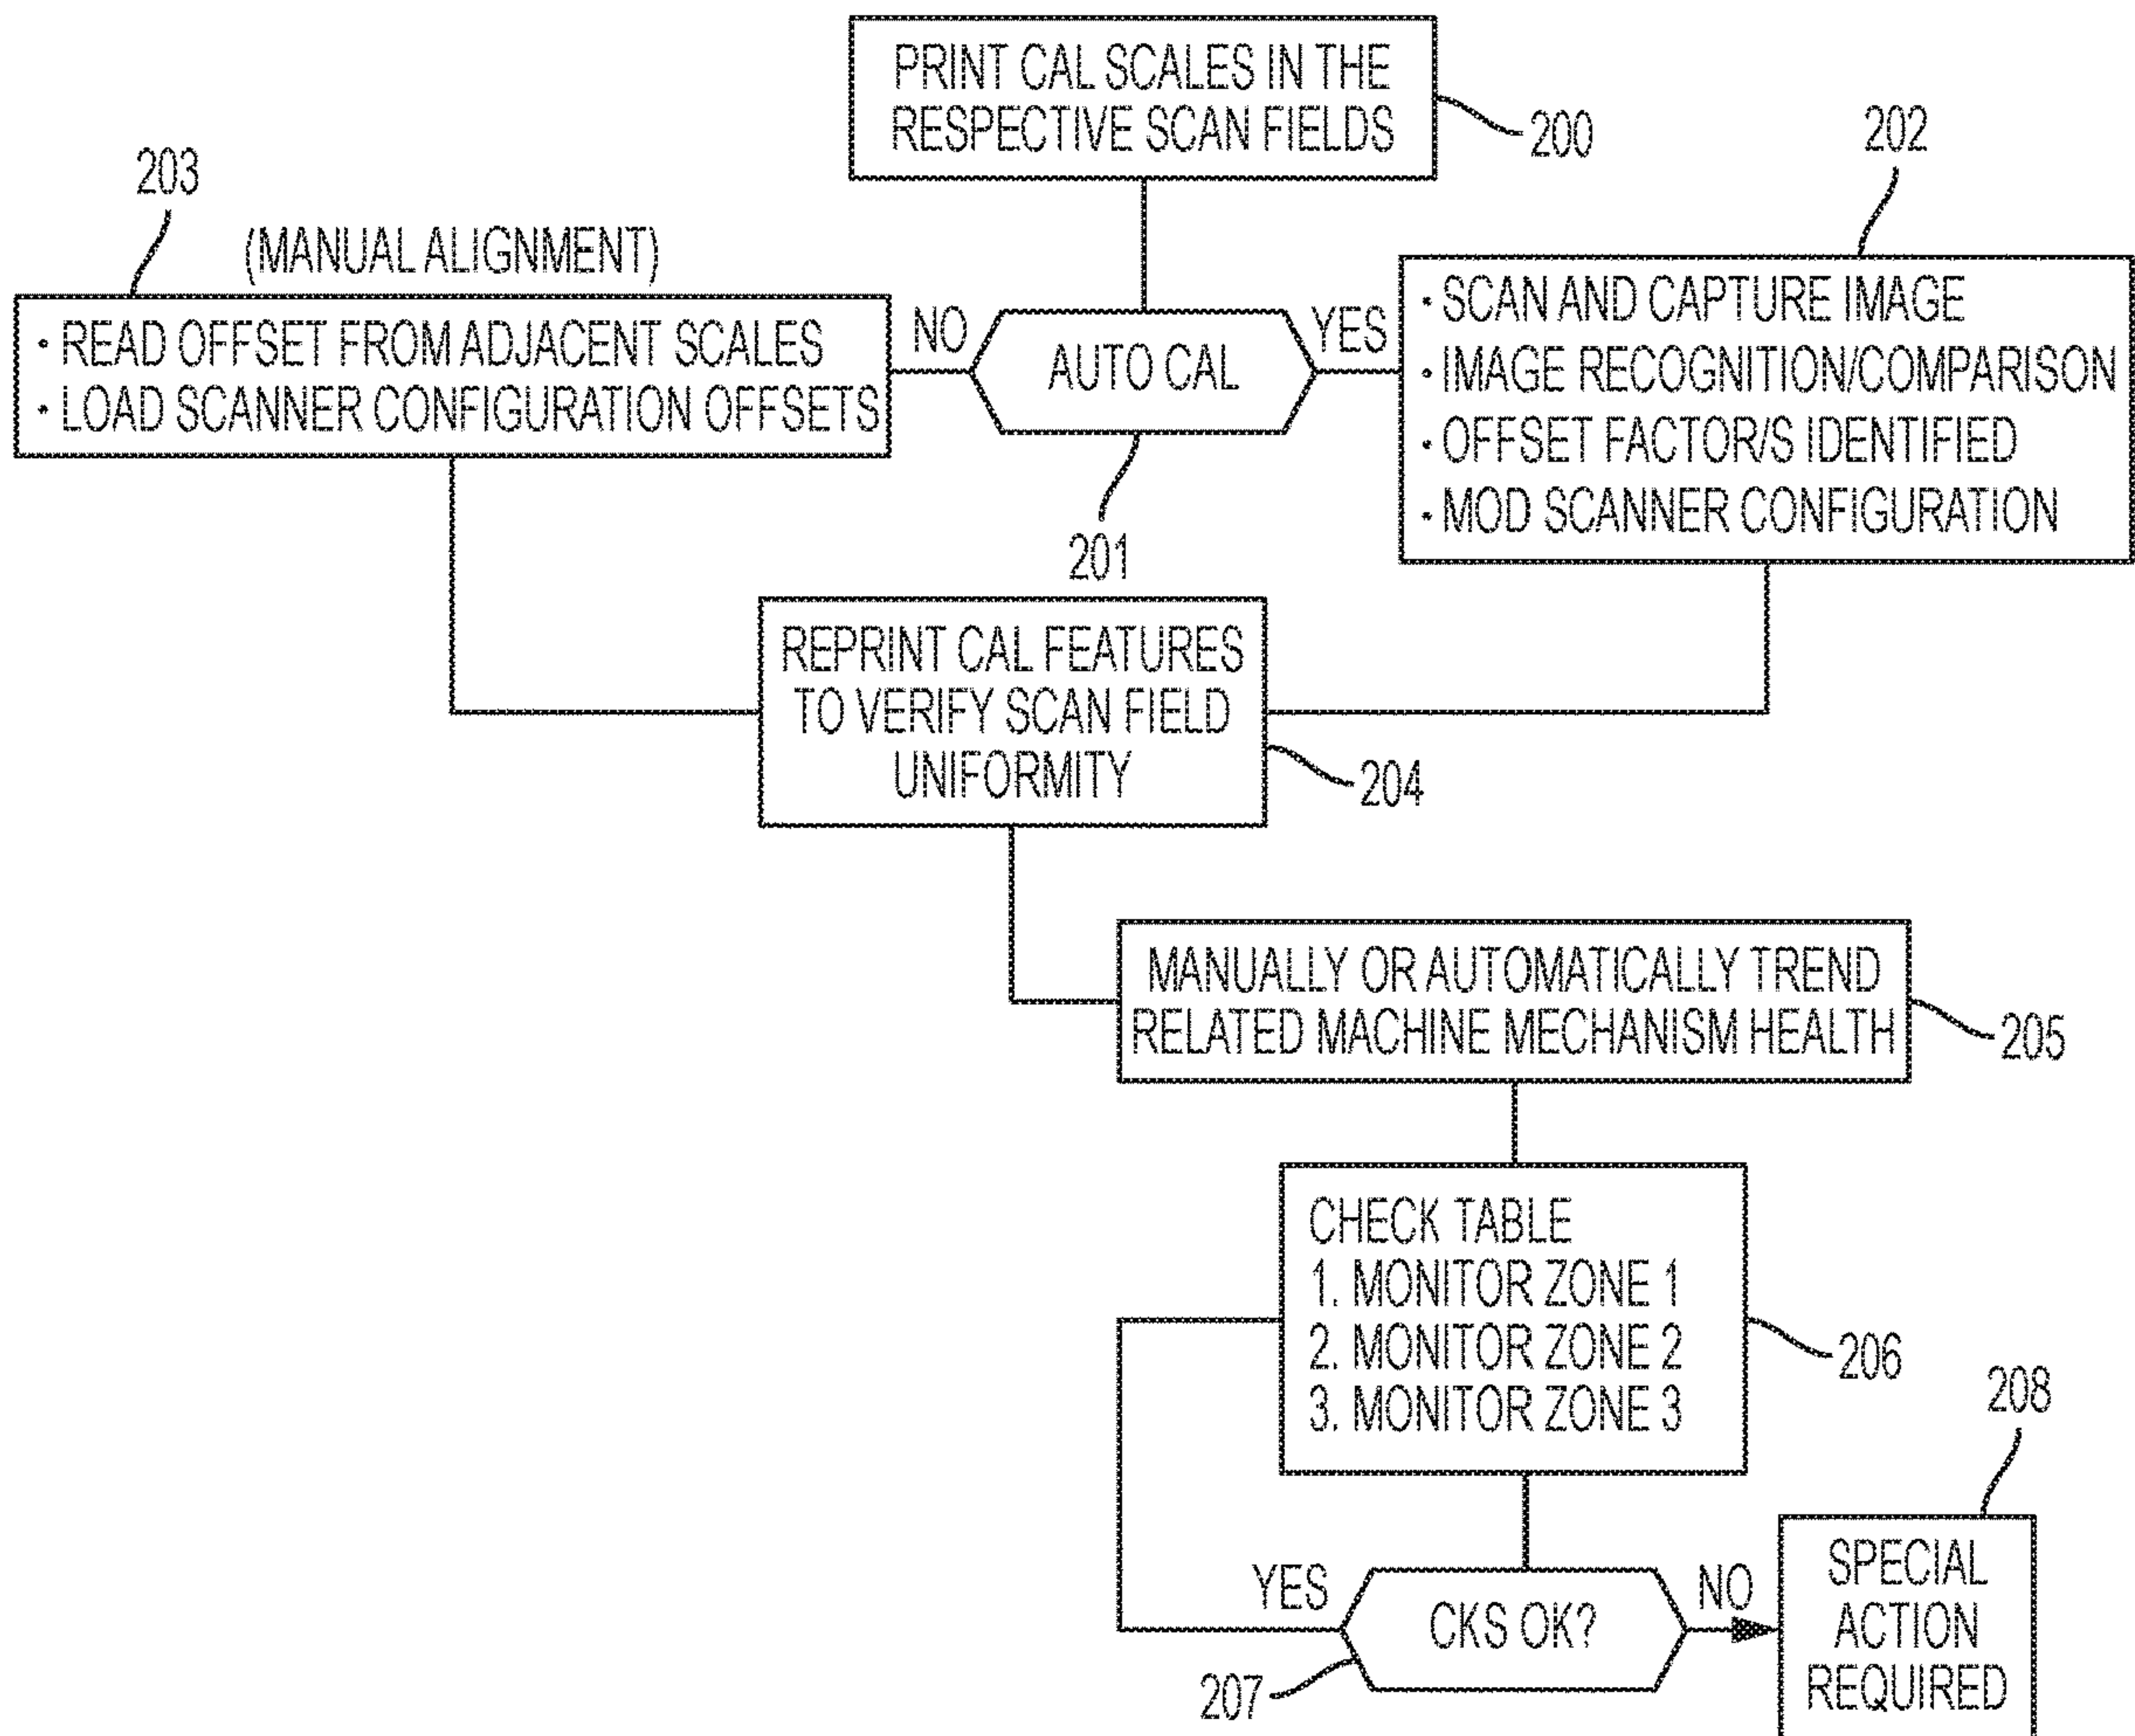 PRINT CAL SCALES IN THE
RESPECTIVE SCAN FIELDS
200
202
203
(MANUAL ALIGNMENT)
· READ OFFSET FROM ADJACENT SCALES
· LOAD SCANNER CONFIGURATION OFFSETS
NO
AUTO CAL
YES
201
· SCAN AND CAPTURE IMAGE
· IMAGE RECOGNITION/COMPARISON
· OFFSET FACTOR/S IDENTIFIED
· MOD SCANNER CONFIGURATION
REPRINT CAL FEATURES
TO VERIFY SCAN FIELD
UNIFORMITY
204
MANUALLY OR AUTOMATICALLY TREND
RELATED MACHINE MECHANISM HEALTH
205
CHECK TABLE
1. MONITOR ZONE 1
2. MONITOR ZONE 2
3. MONITOR ZONE 3
206
208
YES
CKS OK?
NO
207
SPECIAL
ACTION
REQUIRED